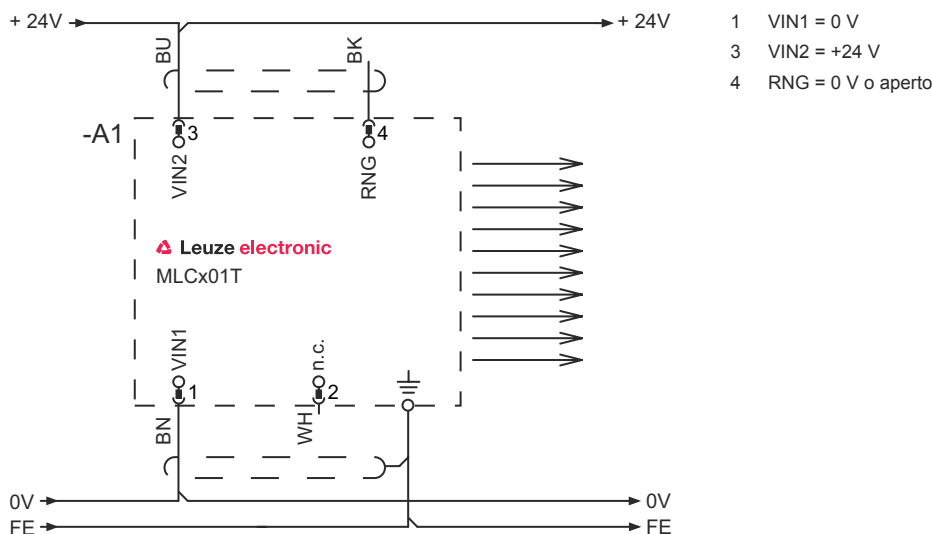 + 24V
+ 24V
BU
BK
-A1
3
4
VIN2
RNG
Leuze electronic
MLCx01T
VIN1
n.c.
1
2
BN
WH
0V
0V
FE
FE
1 VIN1 = 0 V
3 VIN2 = +24 V
4 RNG = 0 V o aperto